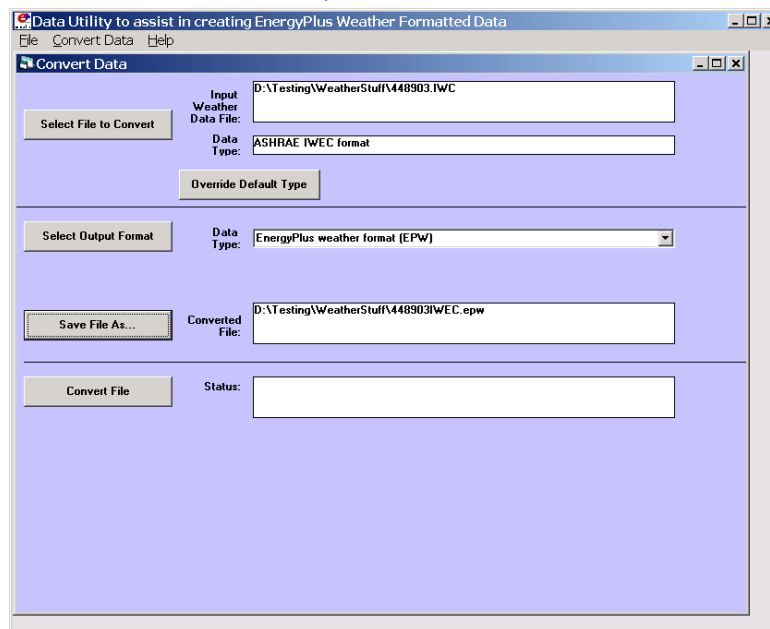 Data Utility to assist in creating EnergyPlus Weather Formatted Data
File Convert Data Help
Convert Data
Select File to Convert
Input
Weather
Data File:
D:\Testing\WeatherStuff\448903.IWC
Data
Type:
ASHRAE IWEC format
Override Default Type
Select Output Format
Data
Type:
EnergyPlus weather format (EPW)
Save File As...
Converted
File:
D:\Testing\WeatherStuff\448903IWEC.epw
Convert File
Status: